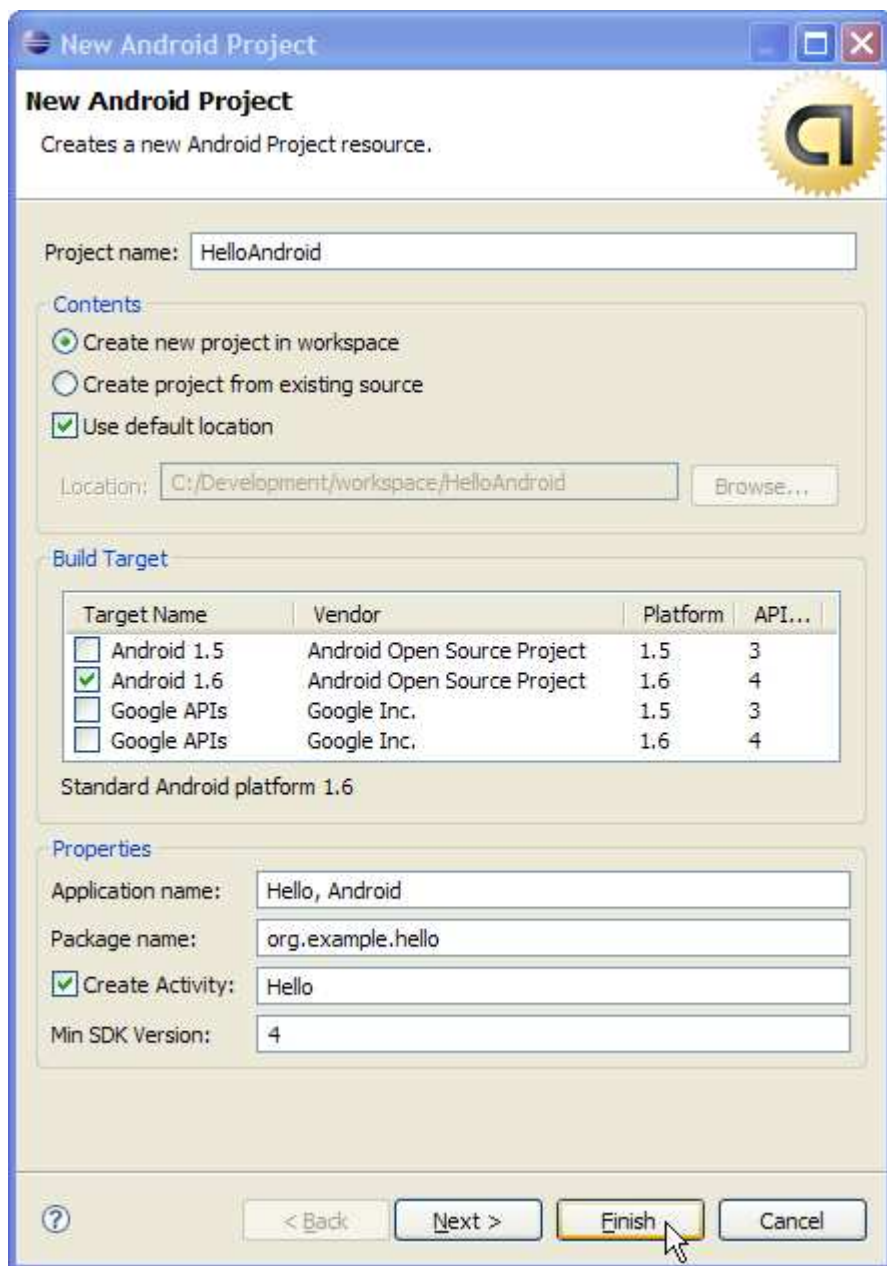 New Android Project
New Android Project
Creates a new Android Project resource.
Project name: HelloAndroid
Contents
Create new project in workspace
Create project from existing source
Use default location
Location: C:/Development/workspace/HelloAndroid Browse...
Build Target
Target Name Vendor Platform API...
Android 1.5 Android Open Source Project 1.5 3
Android 1.6 Android Open Source Project 1.6 4
Google APIs Google Inc. 1.5 3
Google APIs Google Inc. 1.6 4
Standard Android platform 1.6
Properties
Application name: Hello, Android
Package name: org.example.hello
Create Activity: Hello
Min SDK Version: 4
? < Back Next > Finish Cancel